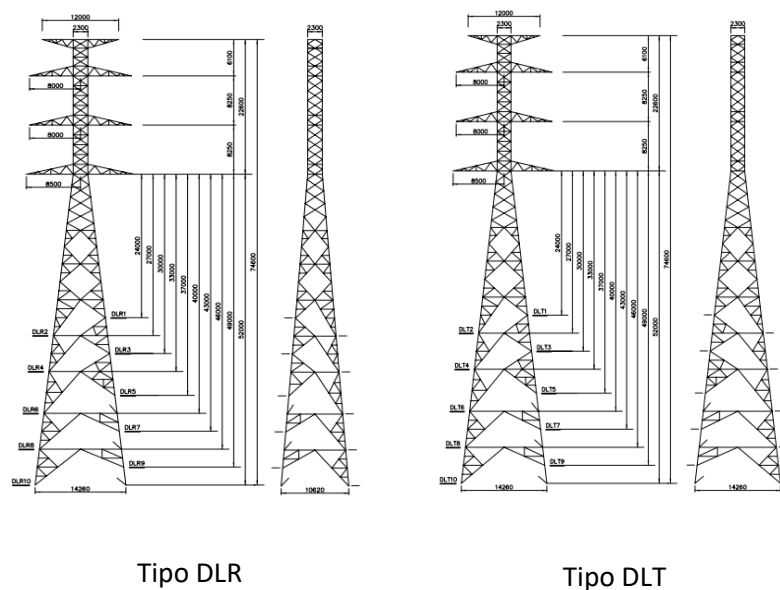 12000
2300
2300
6100
8000
8250
22600
8000
8250
8500
24000
27000
30000
33000
37000
40000
43000
46000
49000
52000
74600
DLR1
DLR2
DLR3
DLR4
DLR5
DLR6
DLR7
DLR8
DLR9
DLR10
14260
10620
Tipo DLR
12000
2300
2300
6100
8000
8250
22600
8000
8250
8500
24000
27000
30000
33000
37000
40000
43000
46000
49000
52000
74600
DLT1
DLT2
DLT3
DLT4
DLT5
DLT6
DLT7
DLT8
DLT9
DLT10
14260
14260
Tipo DLT